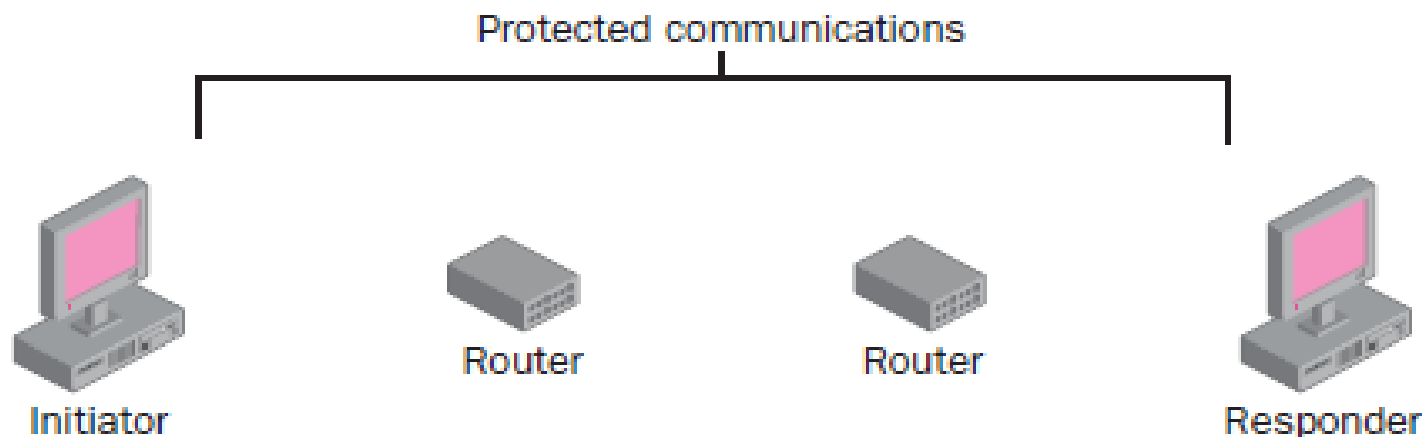 Protected communications
Router
Router
Initiator
Responder